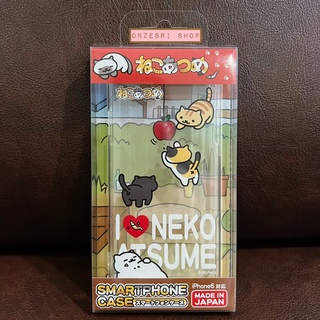 ONZESRI SHOP
ねこあつめ
ねこあつめ
I NEKO
ATSUME
SMARTPHONE
CASE (スマートフォンケース)
iPhone6 対応
MADE IN
JAPAN